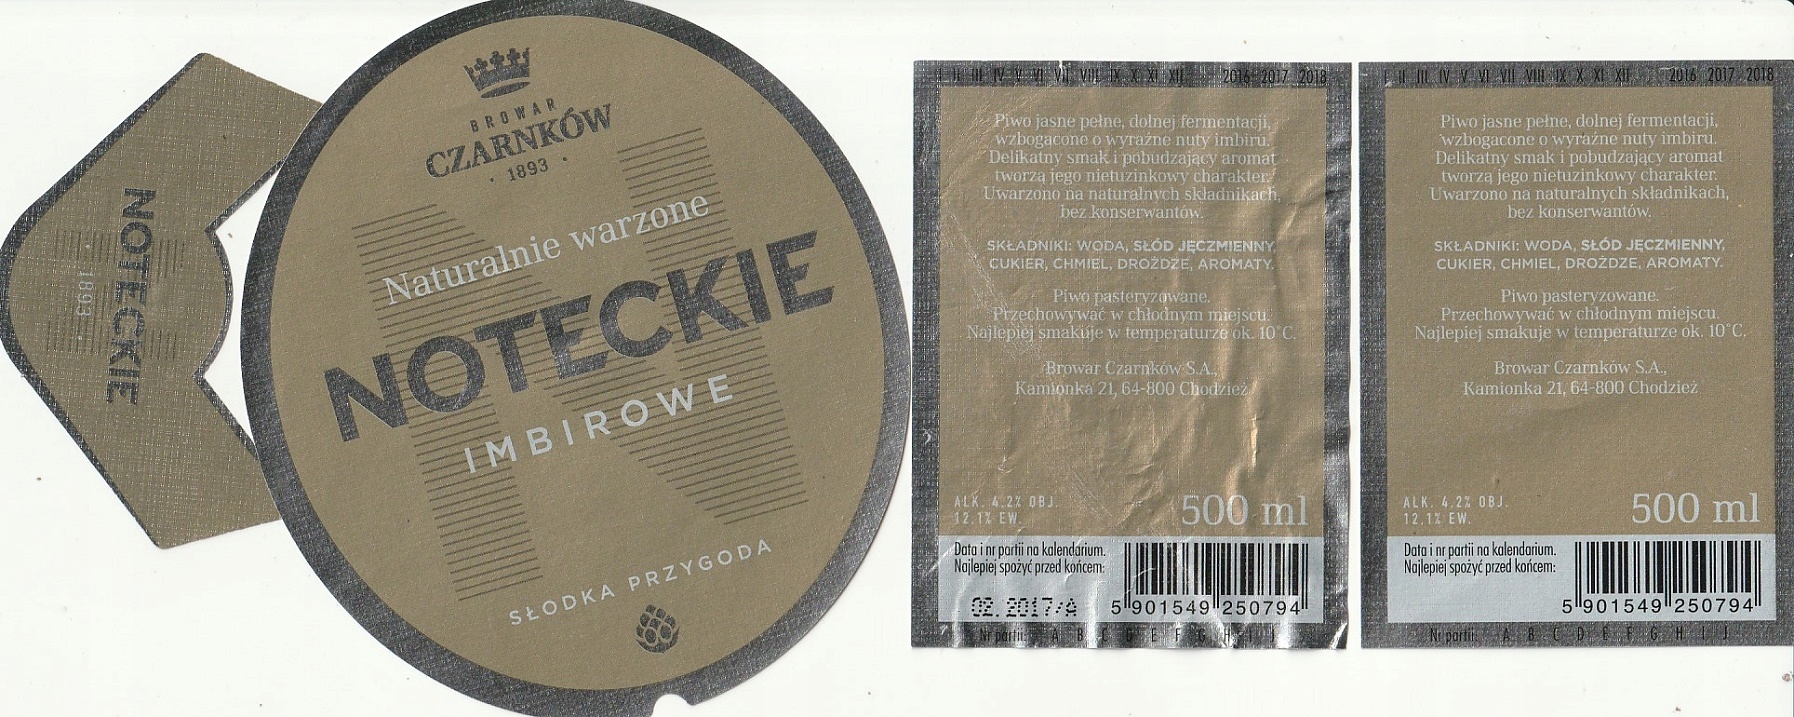 NOTECKIE
· 1893 ·
BROWAR
CZARNKÓW
· 1893 ·
Naturalnie warzone
NOTECKIE
IMBIROWE
SŁODKA PRZYGODA
I II III IV V VI VII VIII IX X XI XII 2016 2017 2018
Piwo jasne pełne, dolnej fermentacji,
wzbogacone o wyraźne nuty imbiru.
Delikatny smak i pobudzający aromat
tworzą jego nietuzinkowy charakter.
Uwarzono na naturalnych składnikach,
bez konserwantów.
SKŁADNIKI: WODA, SŁÓD JĘCZMIENNY,
CUKIER, CHMIEL, DROŻDZE, AROMATY.
Piwo pasteryzowane.
Przechowywać w chłodnym miejscu.
Najlepiej smakuje w temperaturze ok. 10°C.
Browar Czarnków S.A.,
Kamionka 21, 64-800 Chodzież
ALK. 4.2% OBJ.
12.1% EW.
500 ml
Data i nr partii na kalendarium.
Najlepiej spożyć przed końcem:
02.2017/A
5 901549 250794
Nr partii: A B C D E F G H I J
I II III IV V VI VII VIII IX X XI XII 2016 2017 2018
Piwo jasne pełne, dolnej fermentacji,
wzbogacone o wyraźne nuty imbiru.
Delikatny smak i pobudzający aromat
tworzą jego nietuzinkowy charakter.
Uwarzono na naturalnych składnikach,
bez konserwantów.
SKŁADNIKI: WODA, SŁÓD JĘCZMIENNY,
CUKIER, CHMIEL, DROŻDZE, AROMATY.
Piwo pasteryzowane.
Przechowywać w chłodnym miejscu.
Najlepiej smakuje w temperaturze ok. 10°C.
Browar Czarnków S.A.,
Kamionka 21, 64-800 Chodzież
ALK. 4.2% OBJ.
12.1% EW.
500 ml
Data i nr partii na kalendarium.
Najlepiej spożyć przed końcem:
5 901549 250794
Nr partii: A B C D E F G H I J